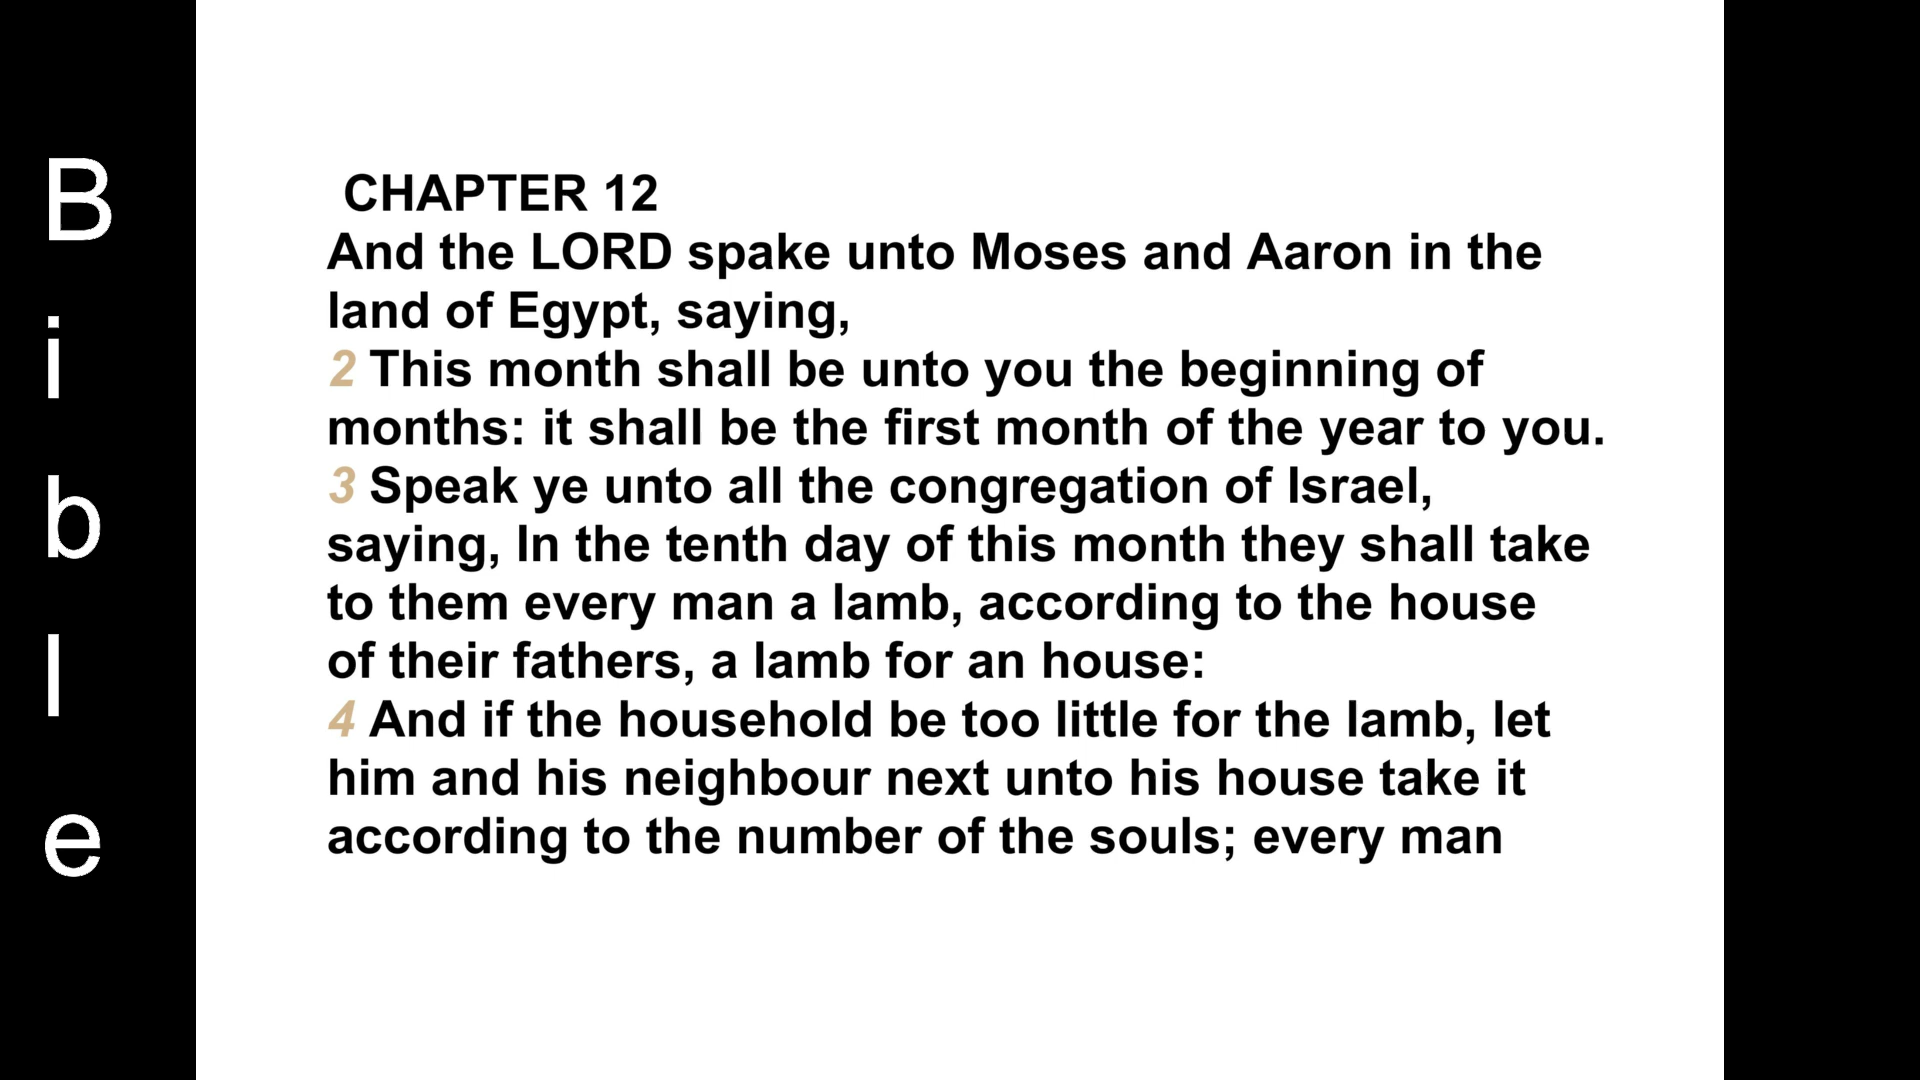 Bible
CHAPTER 12
And the LORD spake unto Moses and Aaron in the
land of Egypt, saying,
2 This month shall be unto you the beginning of
months: it shall be the first month of the year to you.
3 Speak ye unto all the congregation of Israel,
saying, In the tenth day of this month they shall take
to them every man a lamb, according to the house
of their fathers, a lamb for an house:
4 And if the household be too little for the lamb, let
him and his neighbour next unto his house take it
according to the number of the souls; every man